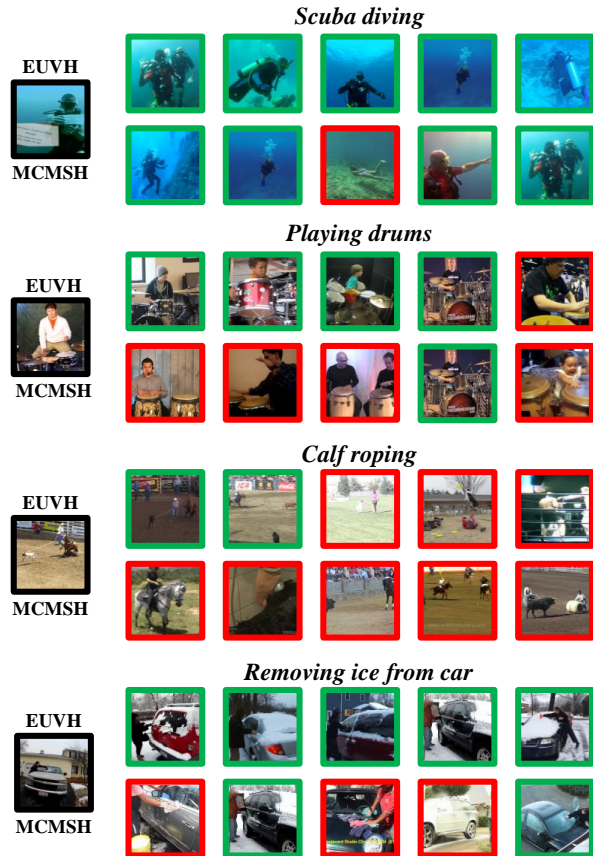 Scuba diving
EUVH
MCMSH
Playing drums
EUVH
MCMSH
Calf roping
EUVH
MCMSH
Removing ice from car
EUVH
MCMSH